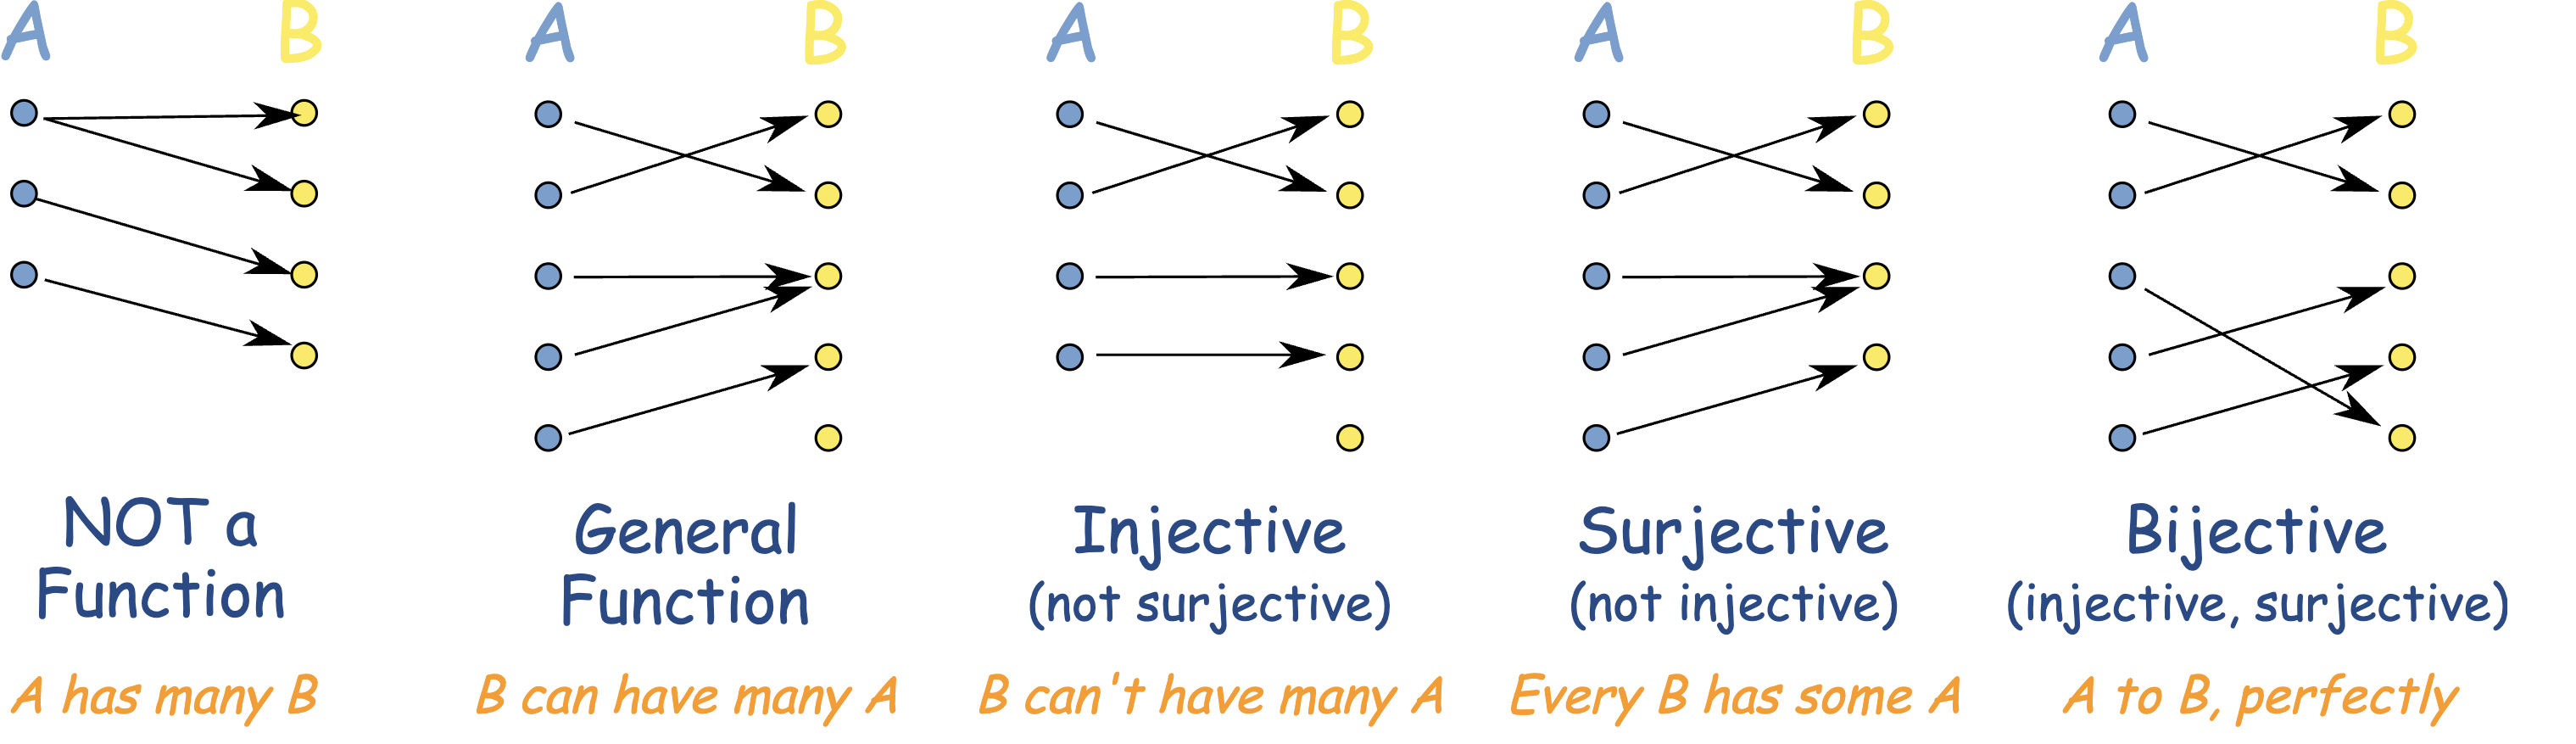 A B A B A B A B A B
NOT a
Function
General
Function
Injective
(not surjective)
Surjective
(not injective)
Bijective
(injective, surjective)
A has many B
B can have many A
B can't have many A
Every B has some A
A to B, perfectly